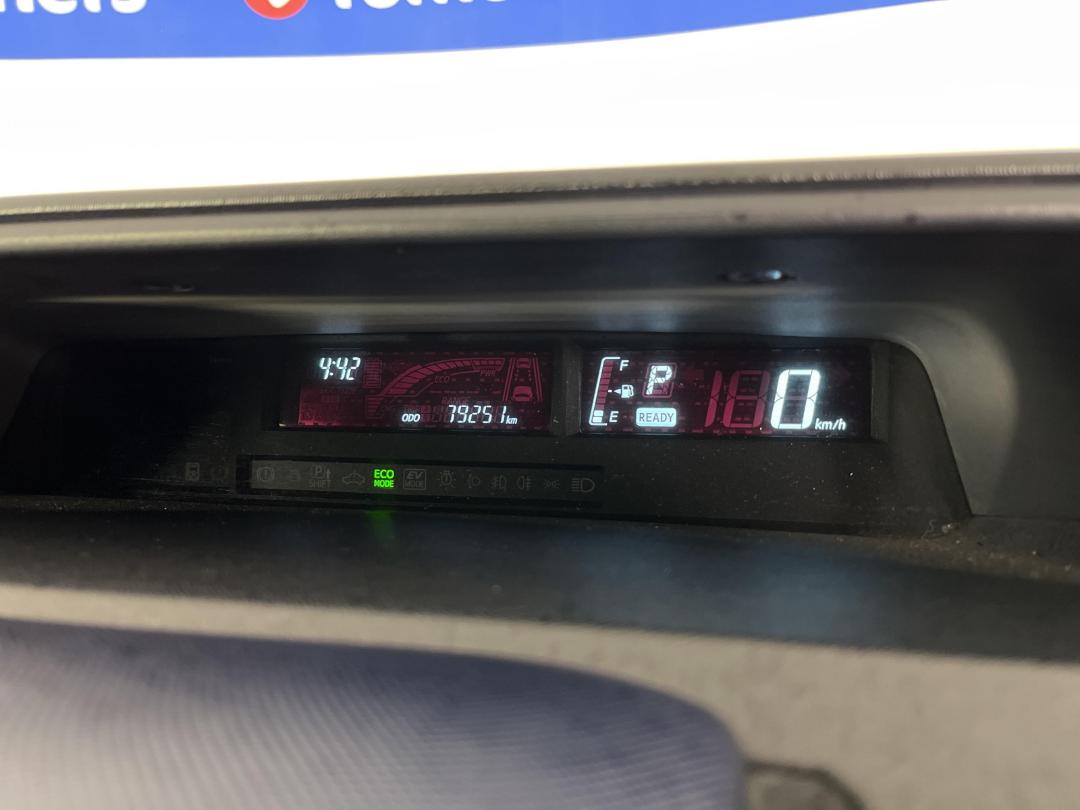 4:42
ECO
PWR
ODO 79251 km
F
E
P
READY
0 km/h
P SHIFT
ECO MODE
EV MODE